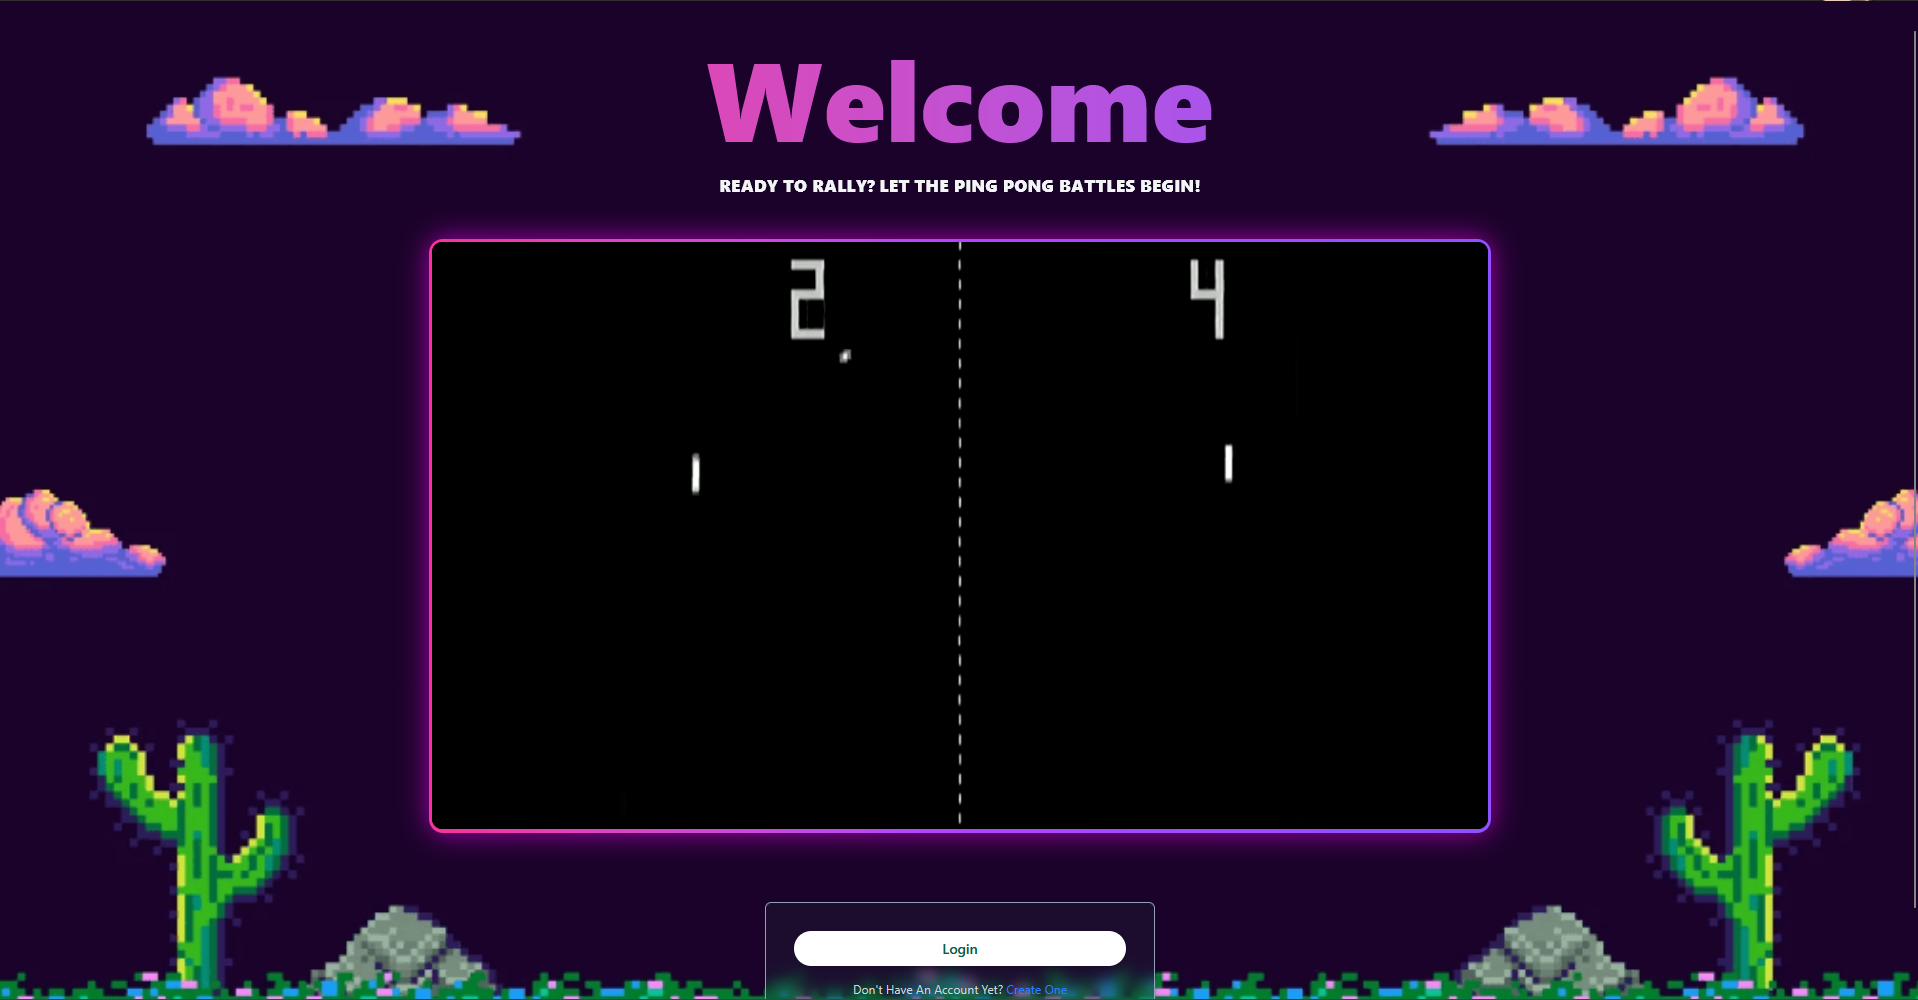 Welcome
READY TO RALLY? LET THE PING PONG BATTLES BEGIN!
2 4
Login
Don't Have An Account Yet? Create One